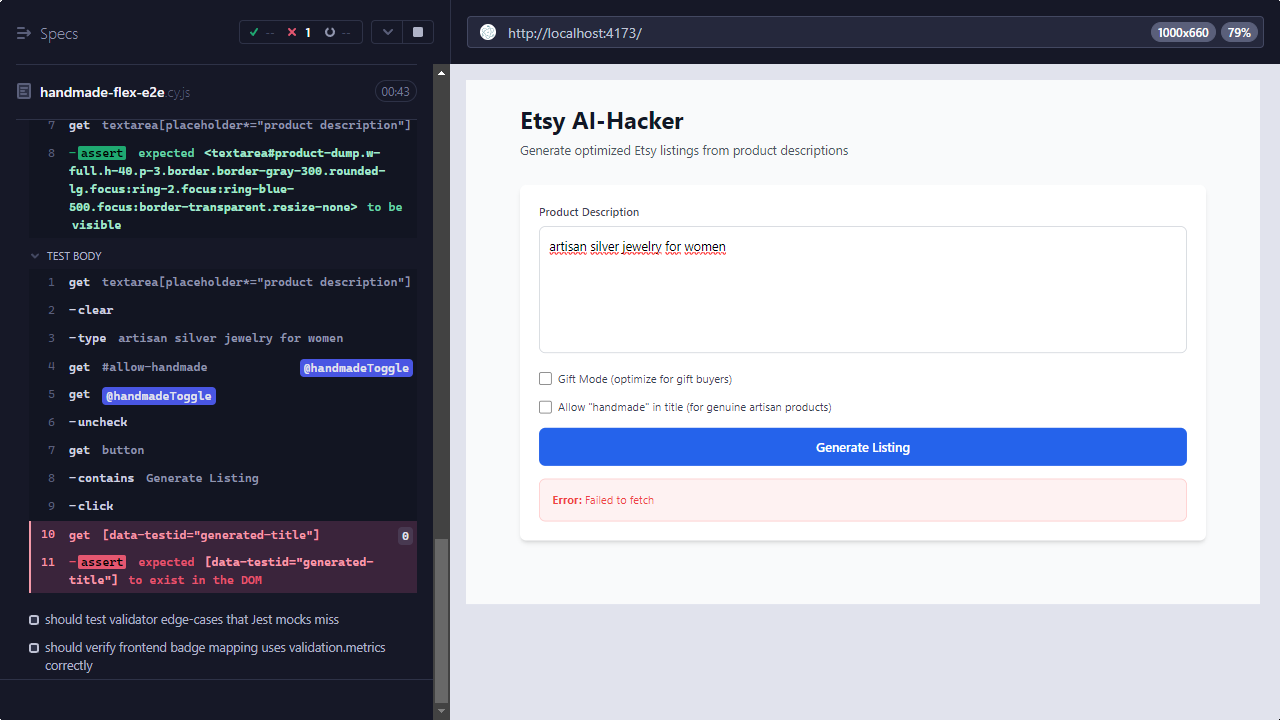 Specs
-- 1 --
handmade-flex-e2e.cy.js 00:43
7 get textarea[placeholder*="product description"]
8 -assert expected <textarea#product-dump.w-
full.h-40.p-3.border.border-gray-300.rounded-
lg.focus:ring-2.focus:ring-blue-
500.focus:border-transparent.resize-none> to be
visible
TEST BODY
1 get textarea[placeholder*="product description"]
2 -clear
3 -type artisan silver jewelry for women
4 get #allow-handmade @handmadeToggle
5 get @handmadeToggle
6 -uncheck
7 get button
8 -contains Generate Listing
9 -click
10 get [data-testid="generated-title"] 0
11 -assert expected [data-testid="generated-
title"] to exist in the DOM
should test validator edge-cases that Jest mocks miss
should verify frontend badge mapping uses validation.metrics
correctly
http://localhost:4173/ 1000x660 79%
Etsy AI-Hacker
Generate optimized Etsy listings from product descriptions
Product Description
artisan silver jewelry for women
Gift Mode (optimize for gift buyers)
Allow "handmade" in title (for genuine artisan products)
Generate Listing
Error: Failed to fetch